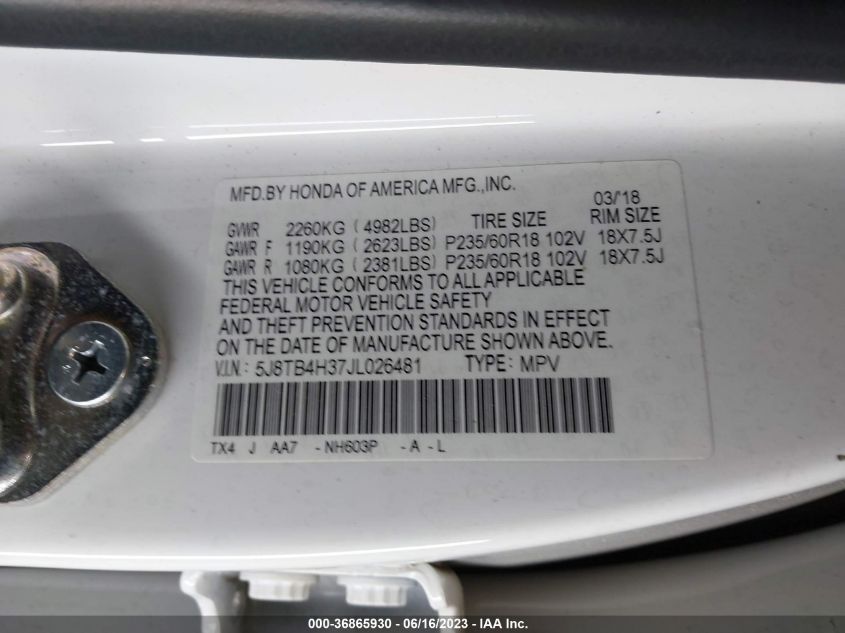 MFD.BY HONDA OF AMERICA MFG.,INC.
03/'18
GVWR 2260KG ( 4982LBS) TIRE SIZE RIM SIZE
GAWR F 1190KG ( 2623LBS) P235/60R18 102V 18X7.5J
GAWR R 1080KG ( 2381LBS) P235/60R18 102V 18X7.5J
THIS VEHICLE CONFORMS TO ALL APPLICABLE
FEDERAL MOTOR VEHICLE SAFETY
AND THEFT PREVENTION STANDARDS IN EFFECT
ON THE DATE OF MANUFACTURE SHOWN ABOVE.
V.I.N.: 5J8TB4H37JL026481 TYPE: MPV
TX4 J AA7 -NH603P -A -L
000-36865930 - 06/16/2023 - IAA Inc.